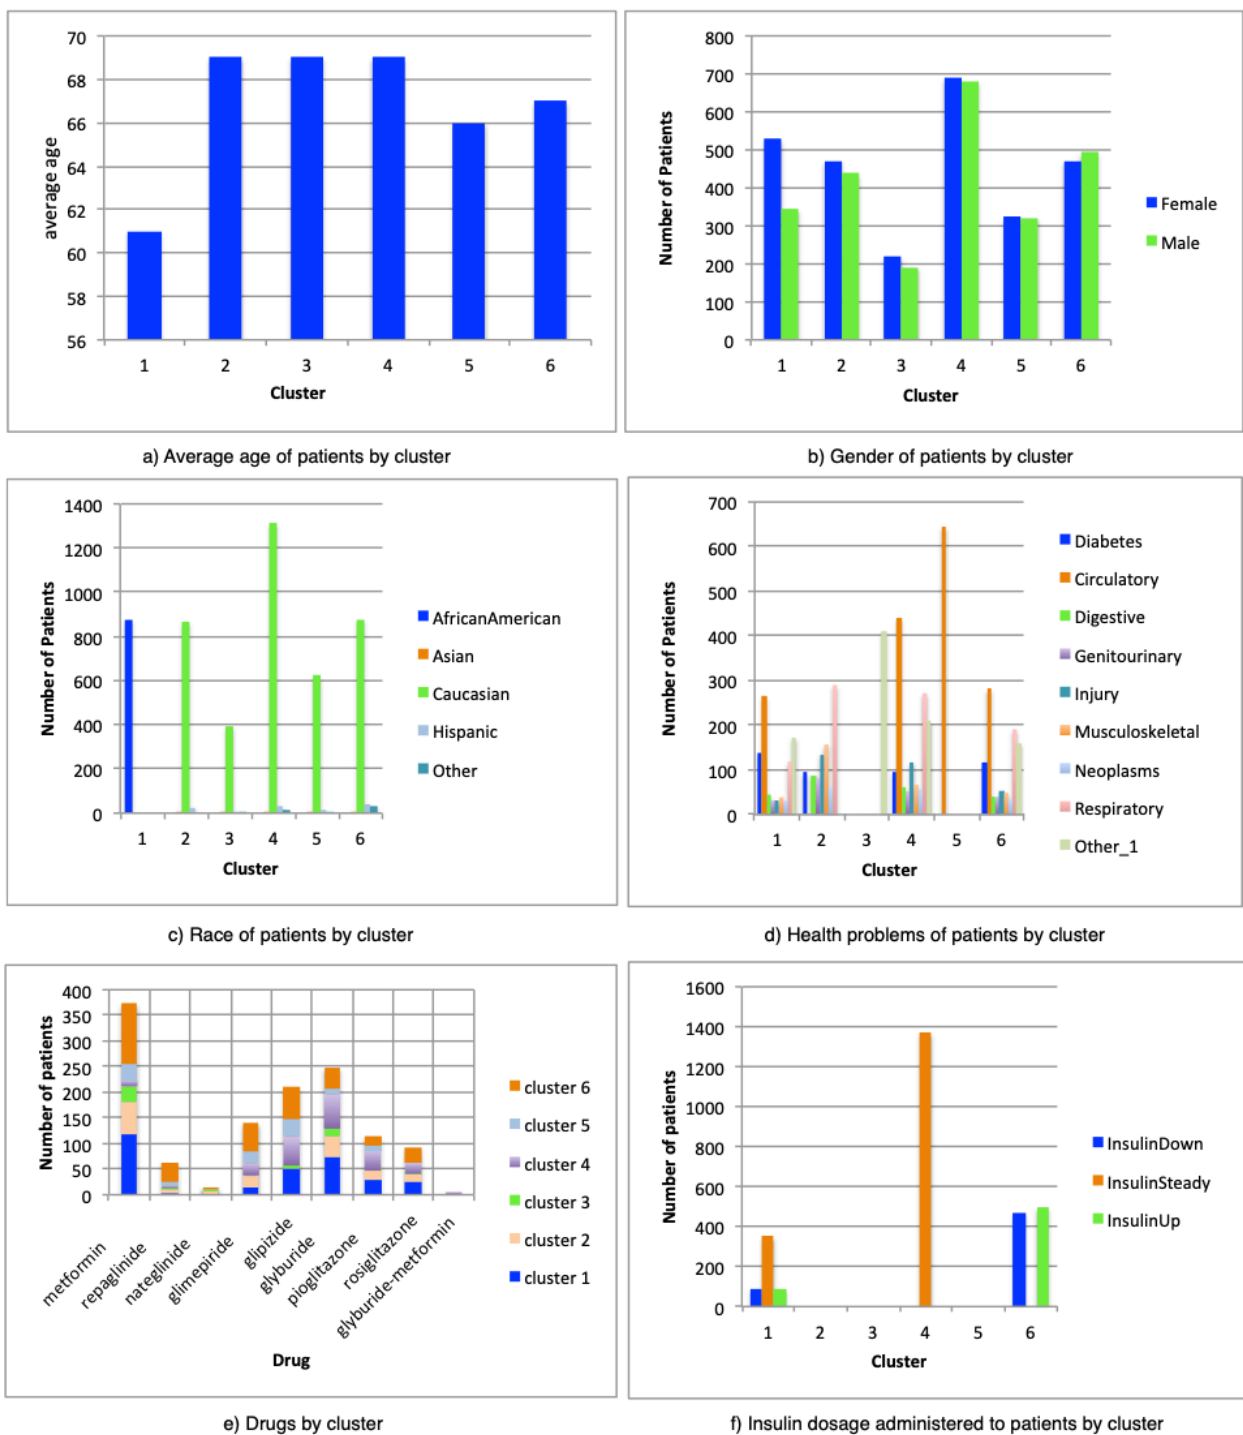 70
68
66
64
62
60
58
56
average age
1 2 3 4 5 6
Cluster
a) Average age of patients by cluster
800
700
600
500
400
300
200
100
0
Number of Patients
1 2 3 4 5 6
Cluster
Female
Male
b) Gender of patients by cluster
1400
1200
1000
800
600
400
200
0
Number of Patients
1 2 3 4 5 6
Cluster
AfricanAmerican
Asian
Caucasian
Hispanic
Other
c) Race of patients by cluster
700
600
500
400
300
200
100
0
Number of Patients
1 2 3 4 5 6
Cluster
Diabetes
Circulatory
Digestive
Genitourinary
Injury
Musculoskeletal
Neoplasms
Respiratory
Other_1
d) Health problems of patients by cluster
400
350
300
250
200
150
100
50
0
Number of patients
metformin
repaglinide
nateglinide
glimepiride
glipizide
glyburide
pioglitazone
rosiglitazone
glyburide-metformin
Drug
cluster 6
cluster 5
cluster 4
cluster 3
cluster 2
cluster 1
e) Drugs by cluster
1600
1400
1200
1000
800
600
400
200
0
Number of patients
1 2 3 4 5 6
Cluster
InsulinDown
InsulinSteady
InsulinUp
f) Insulin dosage administered to patients by cluster